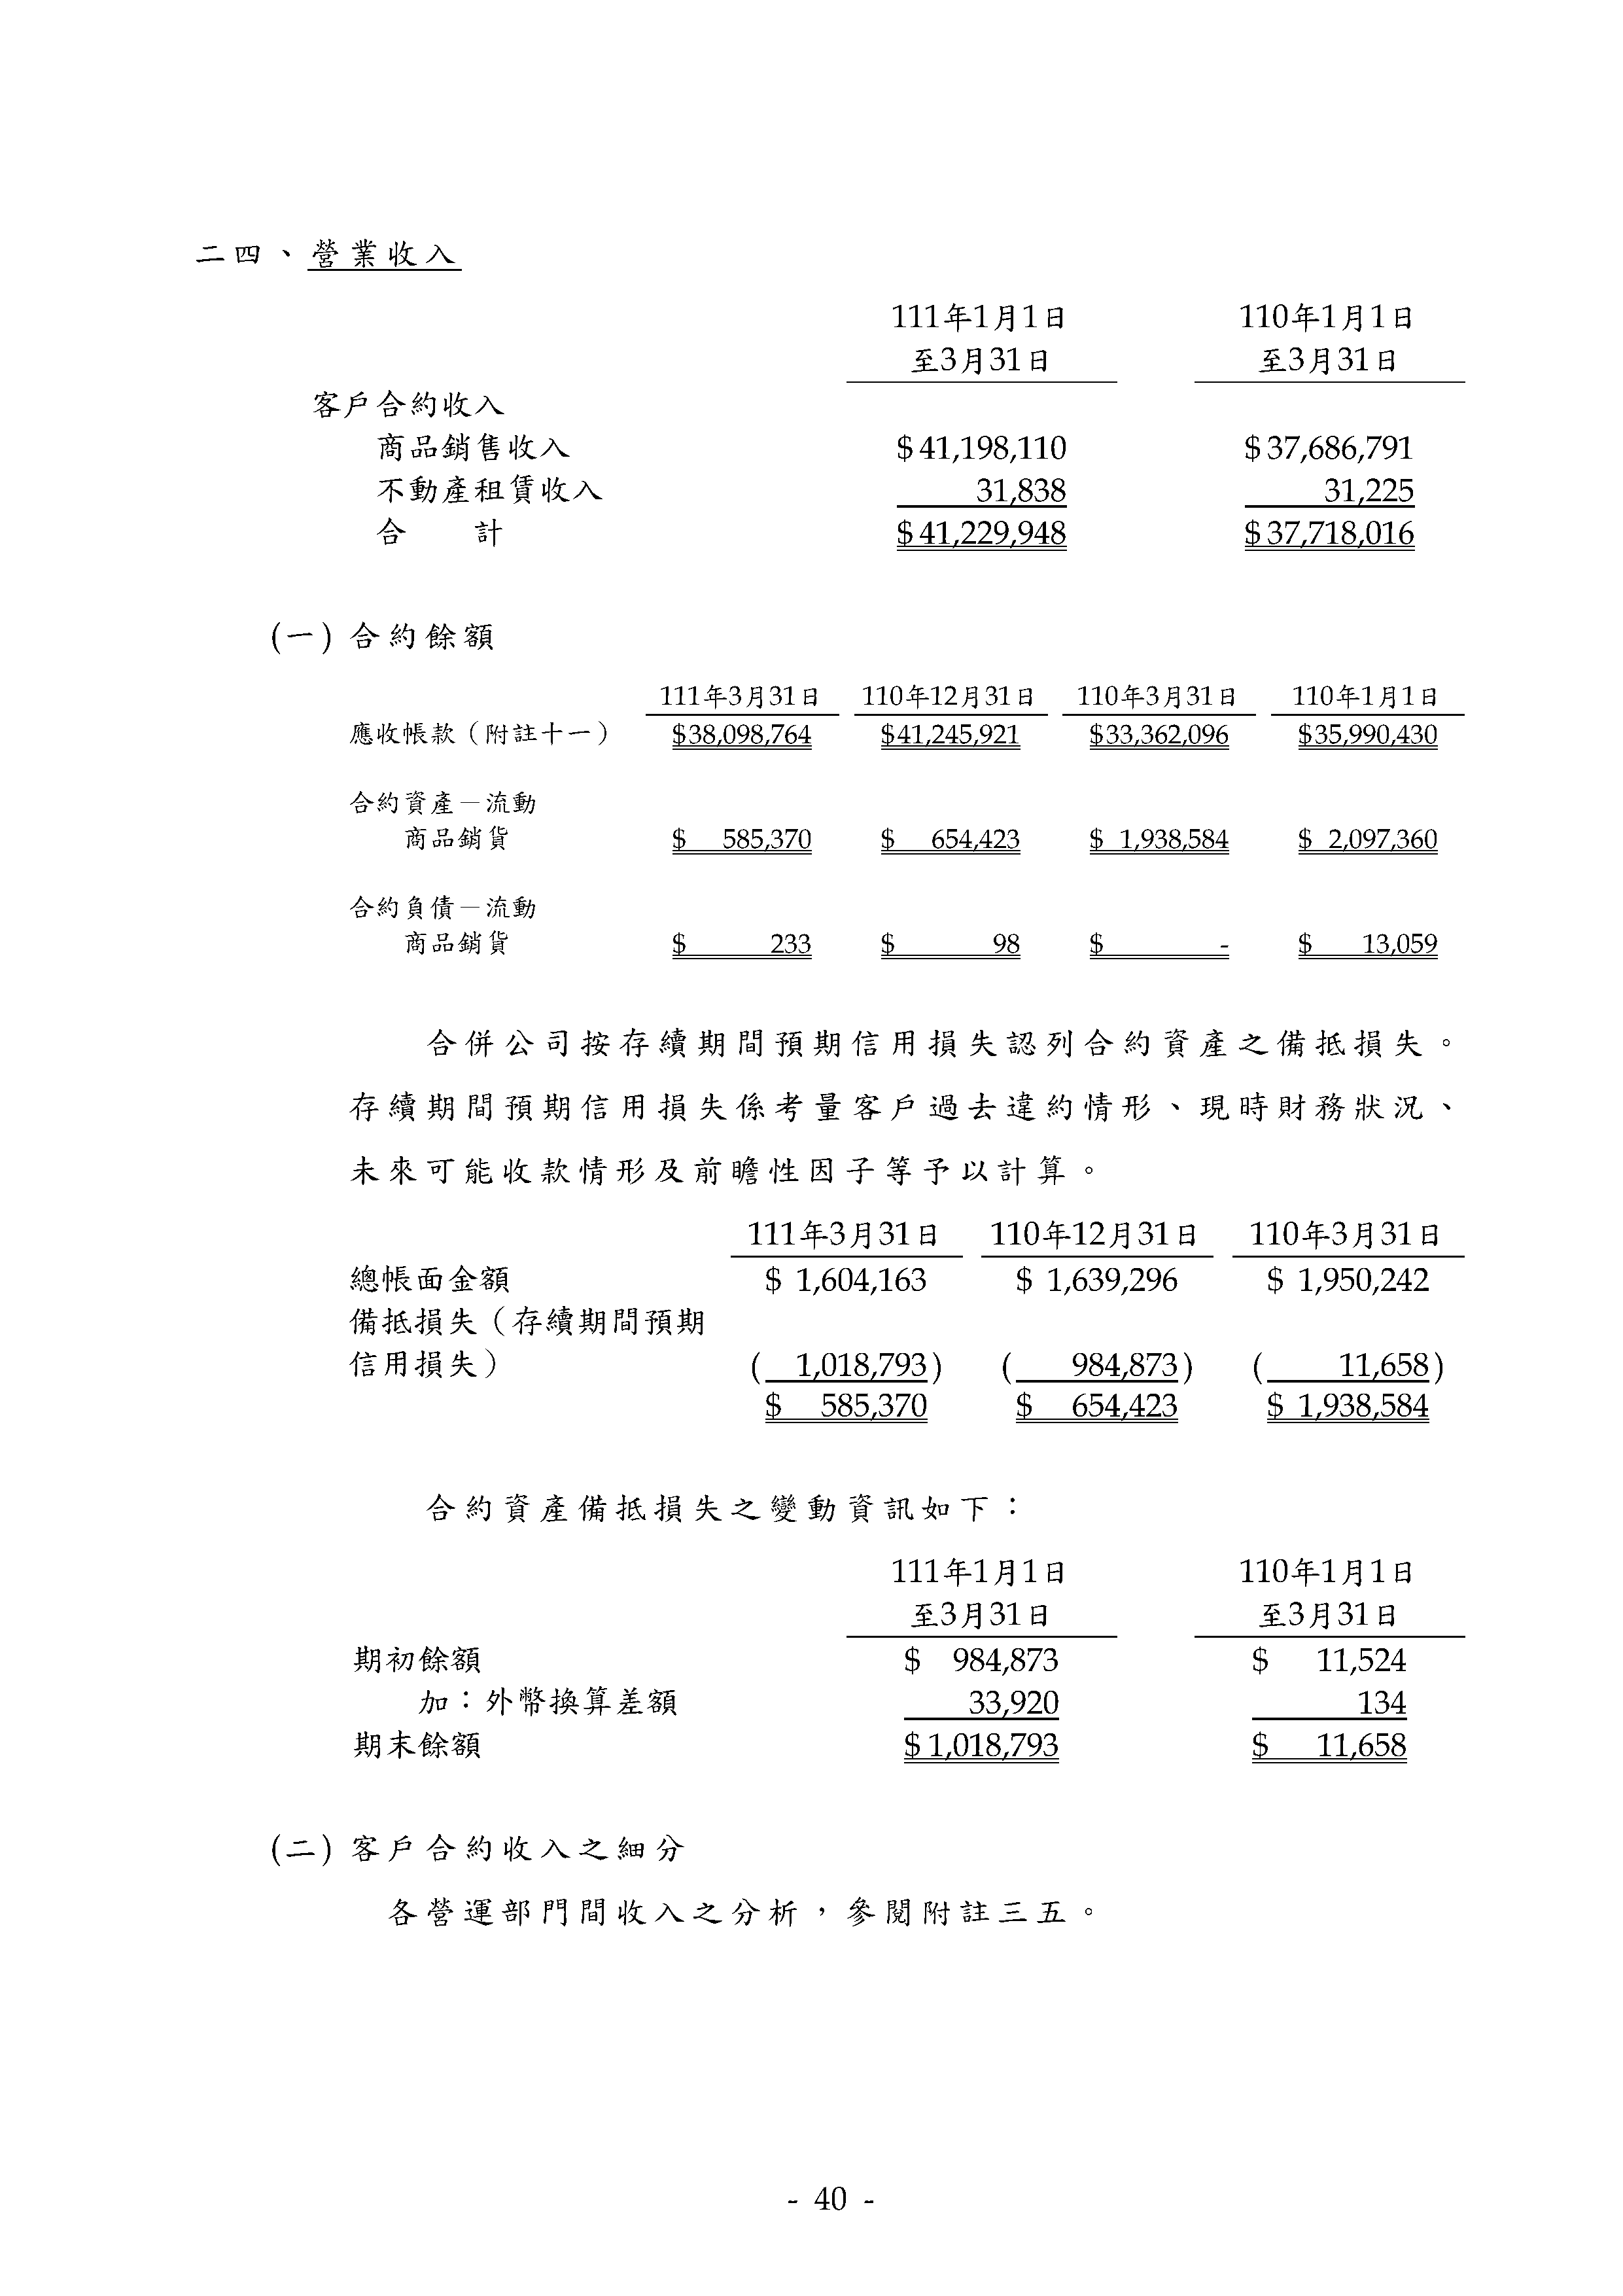 二四、營業收入
111年1月1日 110年1月1日
至3月31日 至3月31日
客戶合約收入
商品銷售收入 $41,198,110 $37,686,791
不動產租賃收入 31,838 31,225
合 計 $41,229,948 $37,718,016
(一) 合約餘額
111年3月31日 110年12月31日 110年3月31日 110年1月1日
應收帳款（附註十一） $38,098,764 $41,245,921 $33,362,096 $35,990,430
合約資產－流動
商品銷貨 $ 585,370 $ 654,423 $ 1,938,584 $ 2,097,360
合約負債－流動
商品銷貨 $ 233 $ 98 $ - $ 13,059
合併公司按存續期間預期信用損失認列合約資產之備抵損失。
存續期間預期信用損失係考量客戶過去違約情形、現時財務狀況、
未來可能收款情形及前瞻性因子等予以計算。
111年3月31日 110年12月31日 110年3月31日
總帳面金額 $ 1,604,163 $ 1,639,296 $ 1,950,242
備抵損失（存續期間預期
信用損失） ( 1,018,793) ( 984,873) ( 11,658)
$ 585,370 $ 654,423 $ 1,938,584
合約資產備抵損失之變動資訊如下：
111年1月1日 110年1月1日
至3月31日 至3月31日
期初餘額 $ 984,873 $ 11,524
加：外幣換算差額 33,920 134
期末餘額 $1,018,793 $ 11,658
(二) 客戶合約收入之細分
各營運部門間收入之分析，參閱附註三五。
- 40 -